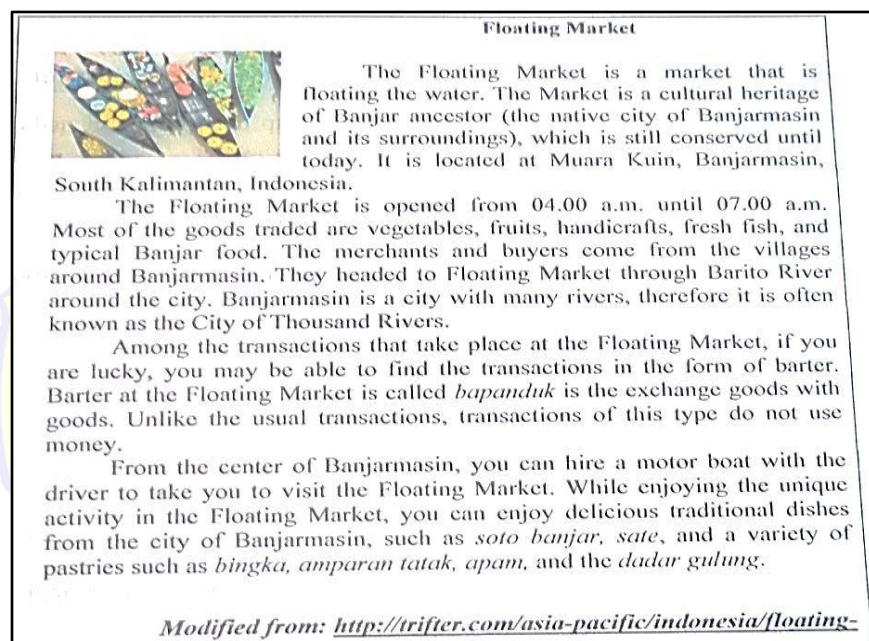 Floating Market
The Floating Market is a market that is
floating the water. The Market is a cultural heritage
of Banjar ancestor (the native city of Banjarmasin
and its surroundings), which is still conserved until
today. It is located at Muara Kuin, Banjarmasin,
South Kalimantan, Indonesia.
The Floating Market is opened from 04.00 a.m. until 07.00 a.m.
Most of the goods traded are vegetables, fruits, handicrafts, fresh fish, and
typical Banjar food. The merchants and buyers come from the villages
around Banjarmasin. They headed to Floating Market through Barito River
around the city. Banjarmasin is a city with many rivers, therefore it is often
known as the City of Thousand Rivers.
Among the transactions that take place at the Floating Market, if you
are lucky, you may be able to find the transactions in the form of barter.
Barter at the Floating Market is called bapanduk is the exchange goods with
goods. Unlike the usual transactions, transactions of this type do not use
money.
From the center of Banjarmasin, you can hire a motor boat with the
driver to take you to visit the Floating Market. While enjoying the unique
activity in the Floating Market, you can enjoy delicious traditional dishes
from the city of Banjarmasin, such as soto banjar, sate, and a variety of
pastries such as bingka, amparan tatak, apam, and the dadar gulung.
Modified from: http://trifter.com/asia-pacific/indonesia/floating-